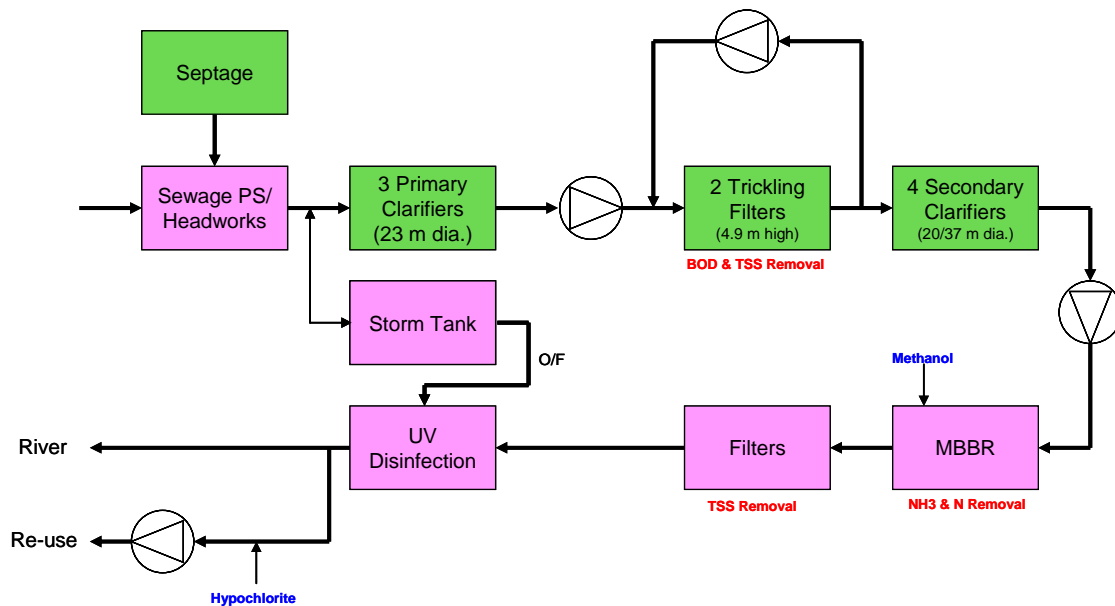 Septage
Sewage PS/
Headworks
3 Primary
Clarifiers
(23 m dia.)
2 Trickling
Filters
(4.9 m high)
BOD & TSS Removal
4 Secondary
Clarifiers
(20/37 m dia.)
Storm Tank
O/F
Methanol
River
UV
Disinfection
Filters
TSS Removal
MBBR
NH3 & N Removal
Re-use
Hypochlorite